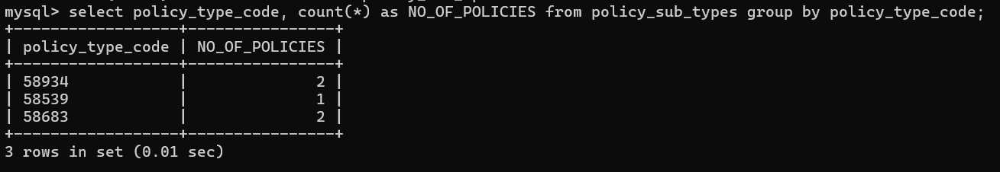 mysql> select policy_type_code, count(*) as NO_OF_POLICIES from policy_sub_types group by policy_type_code;
+------------------+----------------+
| policy_type_code | NO_OF_POLICIES |
+------------------+----------------+
| 58934            |              2 |
| 58539            |              1 |
| 58683            |              2 |
+------------------+----------------+
3 rows in set (0.01 sec)